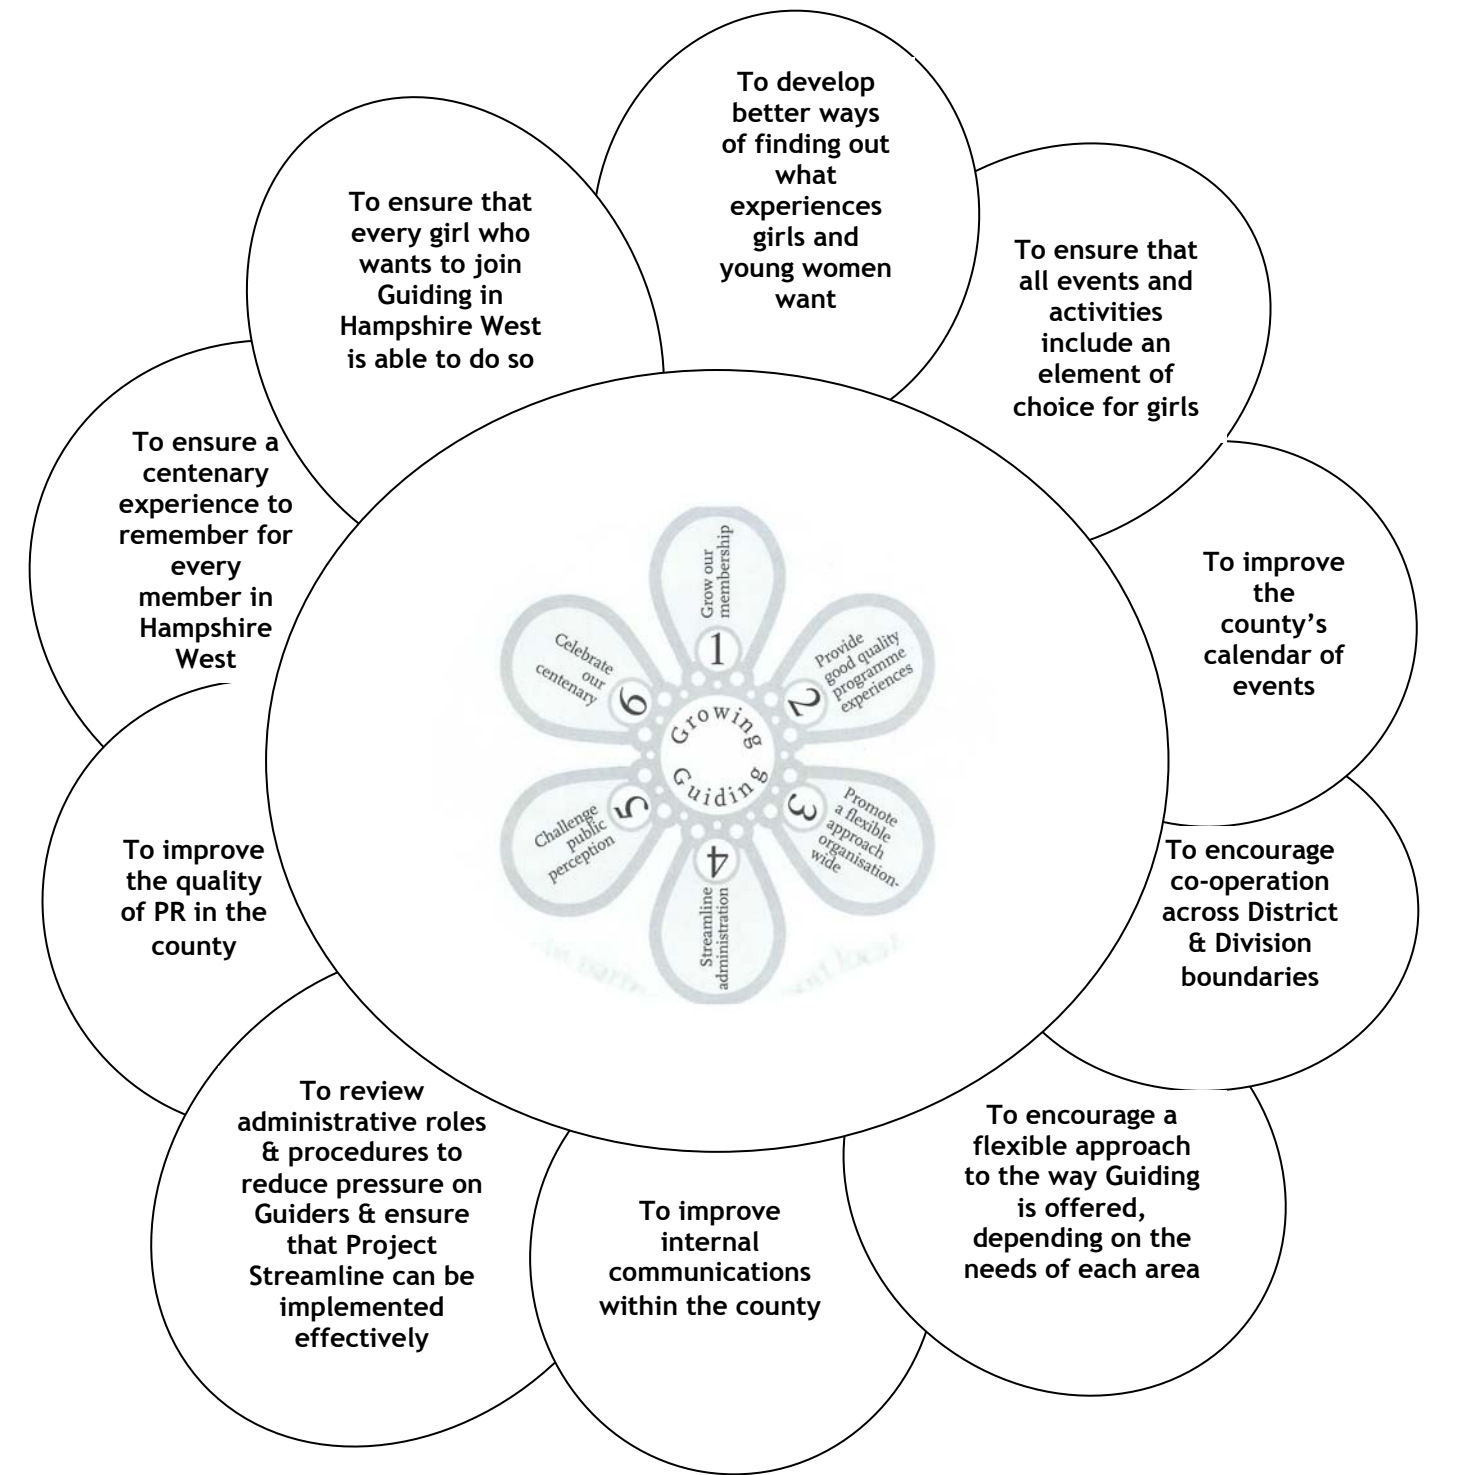 To develop
better ways
of finding out
what
experiences
girls and
young women
want
To ensure that
every girl who
wants to join
Guiding in
Hampshire West
is able to do so
To ensure that
all events and
activities
include an
element of
choice for girls
To ensure a
centenary
experience to
remember for
every
member in
Hampshire
West
To improve
the
county’s
calendar of
events
Grow our
membership
1
Provide
good quality
programme
experiences
2
Promote
a flexible
approach
organisation-
wide
3
Streamline
administration
4
Challenge
public
perception
5
Celebrate
our
centenary
6
Growing
Guiding
To improve
the quality
of PR in the
county
To encourage
co-operation
across District
& Division
boundaries
To review
administrative roles
& procedures to
reduce pressure on
Guiders & ensure
that Project
Streamline can be
implemented
effectively
To improve
internal
communications
within the county
To encourage a
flexible approach
to the way Guiding
is offered,
depending on the
needs of each area